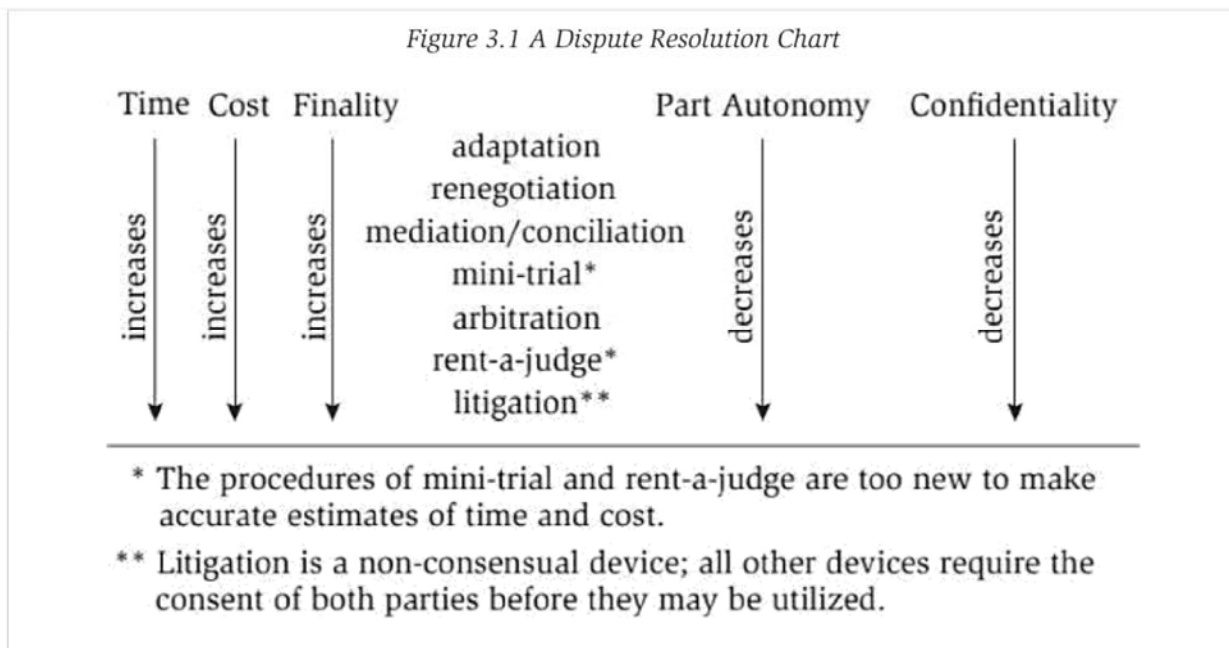 Figure 3.1 A Dispute Resolution Chart
Time Cost Finality Part Autonomy Confidentiality
adaptation
renegotiation
mediation/conciliation
mini-trial*
arbitration
rent-a-judge*
litigation**
increases
increases
increases
decreases
decreases
* The procedures of mini-trial and rent-a-judge are too new to make
accurate estimates of time and cost.
** Litigation is a non-consensual device; all other devices require the
consent of both parties before they may be utilized.